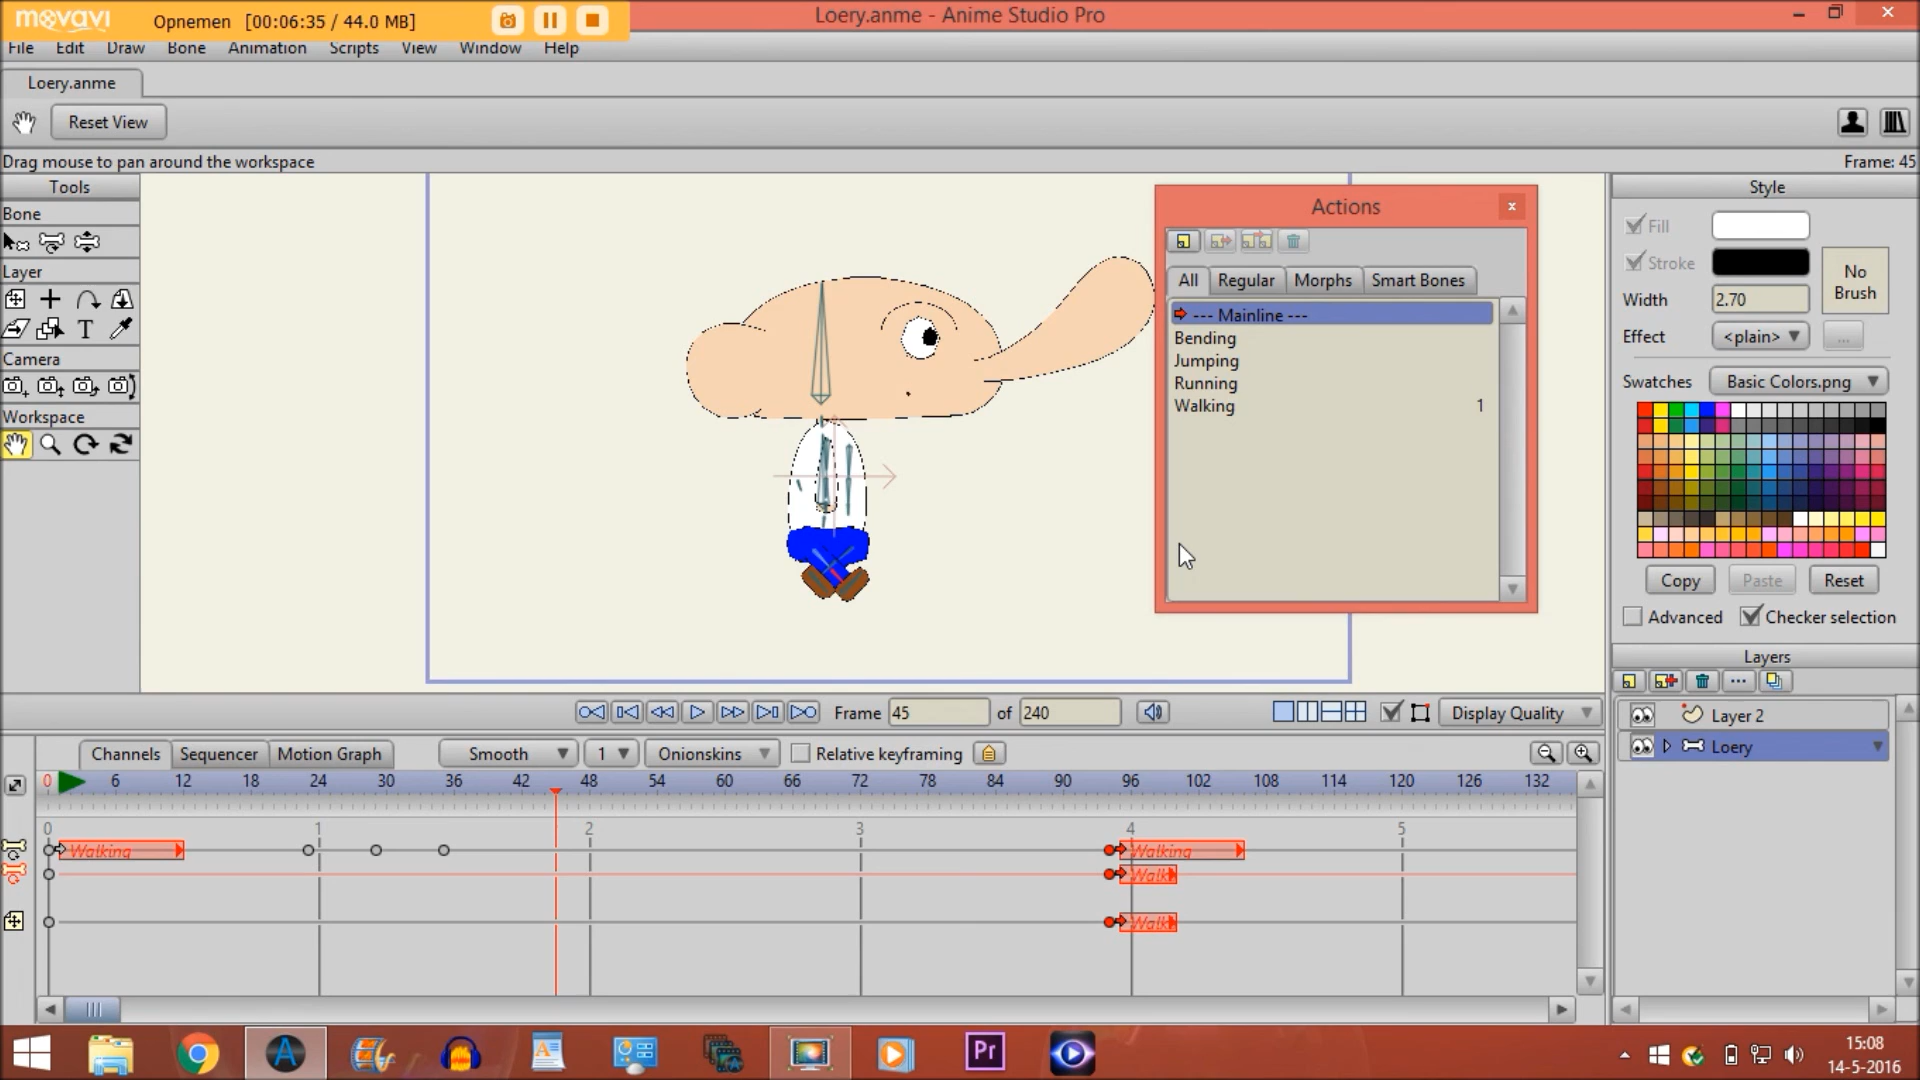 movavi
Opnemen [00:06:35 / 44.0 MB]
Loery.anme - Anime Studio Pro
File Edit Draw Bone Animation Scripts View Window Help
Loery.anme
Reset View
Drag mouse to pan around the workspace
Frame: 45
Tools
Bone
Layer
T
Camera
Workspace
Actions
All Regular Morphs Smart Bones
--- Mainline ---
Bending
Jumping
Running
Walking 1
Style
Fill
Stroke
No Brush
Width 2.70
Effect <plain> ...
Swatches Basic Colors.png
Copy Paste Reset
Advanced Checker selection
Layers
Layer 2
Loery
Frame 45 of 240
Display Quality
Channels Sequencer Motion Graph
Smooth 1 Onionskins Relative keyframing
0 6 12 18 24 30 36 42 48 54 60 66 72 78 84 90 96 102 108 114 120 126 132
0 1 2 3 4 5
Walking Walking
Walk
Walk
Pr
15:08
14-5-2016